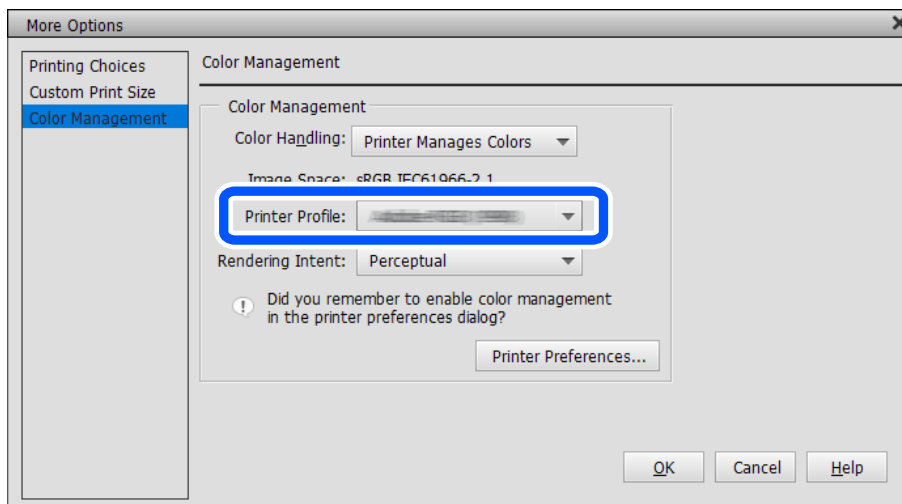 More Options
Printing Choices
Custom Print Size
Color Management
Color Management
Color Management
Color Handling: Printer Manages Colors
Image Space: sRGB IEC61966-2.1
Printer Profile:
Rendering Intent: Perceptual
Did you remember to enable color management
in the printer preferences dialog?
Printer Preferences...
OK Cancel Help